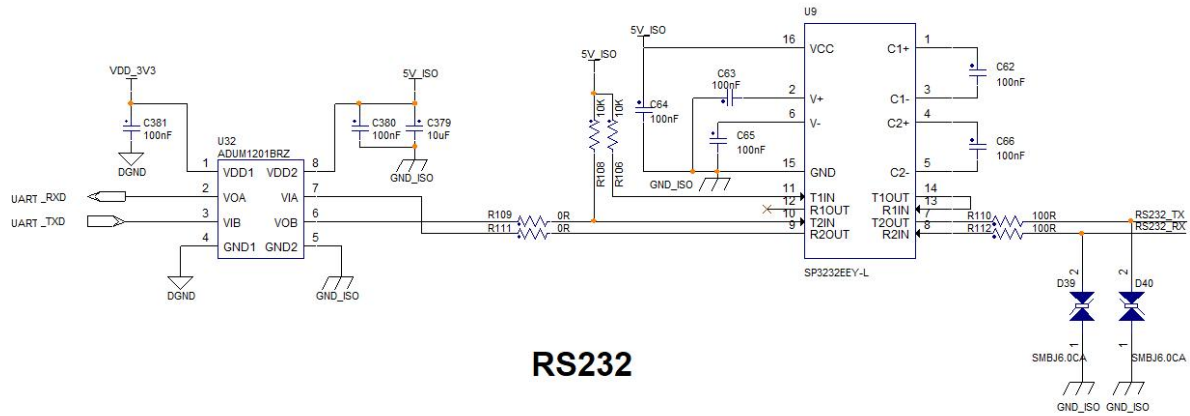 U9
5V_ISO
16 VCC C1+ 1
5V_ISO
C62
100nF
VDD_3V3
5V_ISO
C63
100nF
2 V+ C1- 3
C64
100nF
10K
10K
6 V- C2+ 4
C381
100nF
C380
100nF
C379
10uF
C65
100nF
C66
100nF
U32
ADUM1201BRZ
DGND
GND_ISO
R108
R106
15 GND C2- 5
GND_ISO
1 VDD1 VDD2 8
UART_RXD
2 VOA VIA 7
11 T1IN T1OUT 14
12 R1OUT R1IN 13
UART_TXD
3 VIB VOB 6
R109 0R
10 T2IN T2OUT 7
R110 100R
RS232_TX
R111 0R
9 R2OUT R2IN 8
R112 100R
RS232_RX
4 GND1 GND2 5
SP3232EEY-L
DGND
GND_ISO
2
2
D39
D40
1
1
RS232
SMBJ6.0CA
SMBJ6.0CA
GND_ISO
GND_ISO